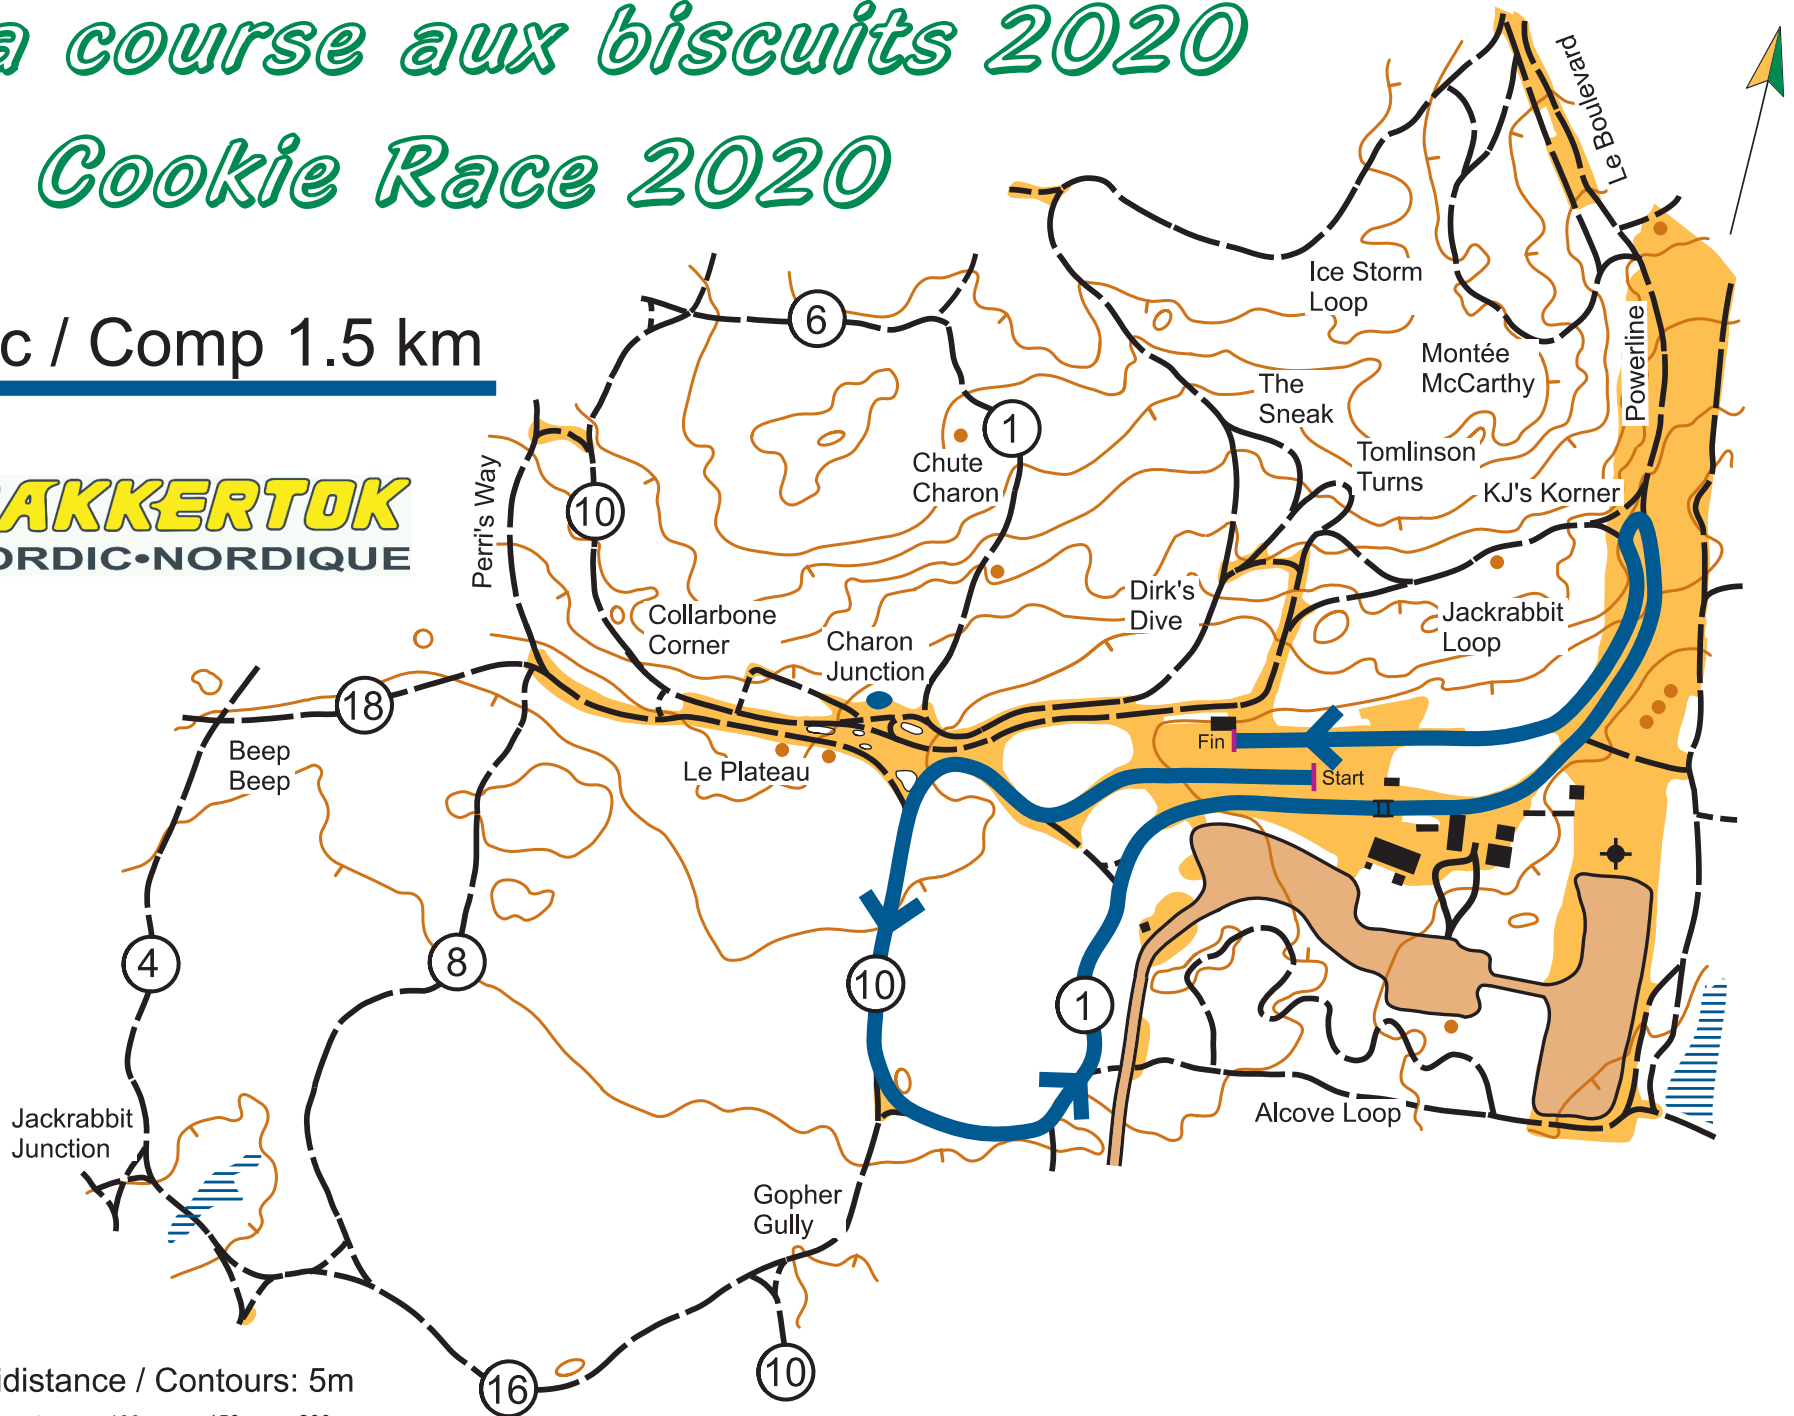 a course aux biscuits 2020
Cookie Race 2020
c / Comp 1.5 km
AKKERTOK
ORDIC•NORDIQUE
Le Boulevard
Ice Storm
Loop
Powerline
Montée
McCarthy
6
The
Sneak
1
Chute
Charon
Tomlinson
Turns
KJ's Korner
Perri's Way
10
Dirk's
Dive
Jackrabbit
Loop
Collarbone
Corner
Charon
Junction
18
Beep
Beep
Le Plateau
Fin
Start
4
8
10
1
Alcove Loop
Jackrabbit
Junction
Gopher
Gully
10
16
idistance / Contours: 5m